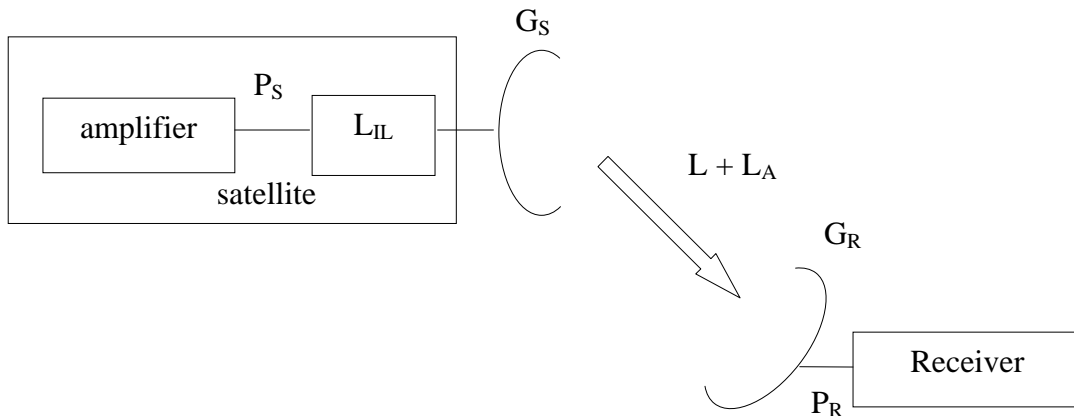 G_S
P_S
amplifier
L_IL
satellite
L + L_A
G_R
Receiver
P_R